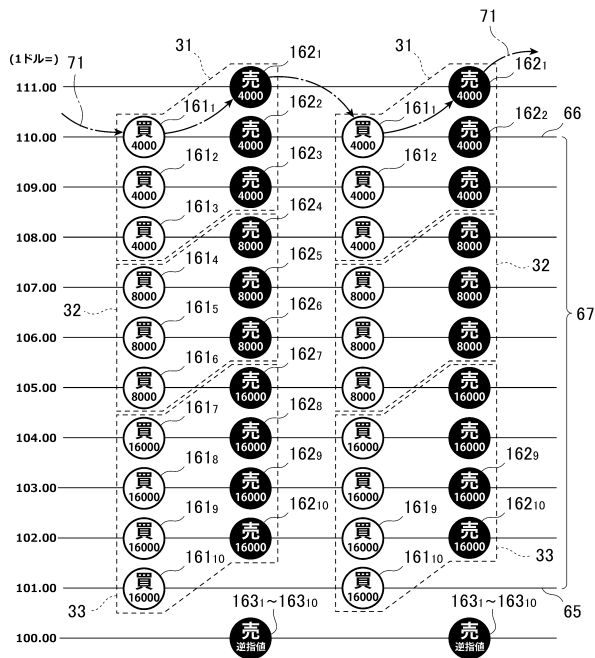 (1ドル=)
71 31 162₁ 31 71
111.00 売 4000 売 4000 162₁
161₁ 162₂ 161₁ 162₂ 66
110.00 買 4000 売 4000 買 4000 売 4000
161₂ 162₃ 161₂
109.00 買 4000 売 4000 買 4000 売 4000
161₃ 162₄
108.00 買 4000 売 8000 買 4000 売 8000
161₄ 162₅ 32
107.00 買 8000 売 8000 買 8000 売 8000
32 161₅ 162₆ 67
106.00 買 8000 売 8000 買 8000 売 8000
161₆ 162₇
105.00 買 8000 売 16000 買 8000 売 16000
161₇ 162₈
104.00 買 16000 売 16000 買 16000 売 16000
161₈ 162₉ 162₉
103.00 買 16000 売 16000 買 16000 売 16000
161₉ 162₁₀ 161₉ 162₁₀
102.00 買 16000 売 16000 買 16000 売 16000
33 161₁₀ 161₁₀ 33
101.00 買 16000 買 16000
163₁～163₁₀ 163₁～163₁₀ 65
100.00 売 逆指値 売 逆指値